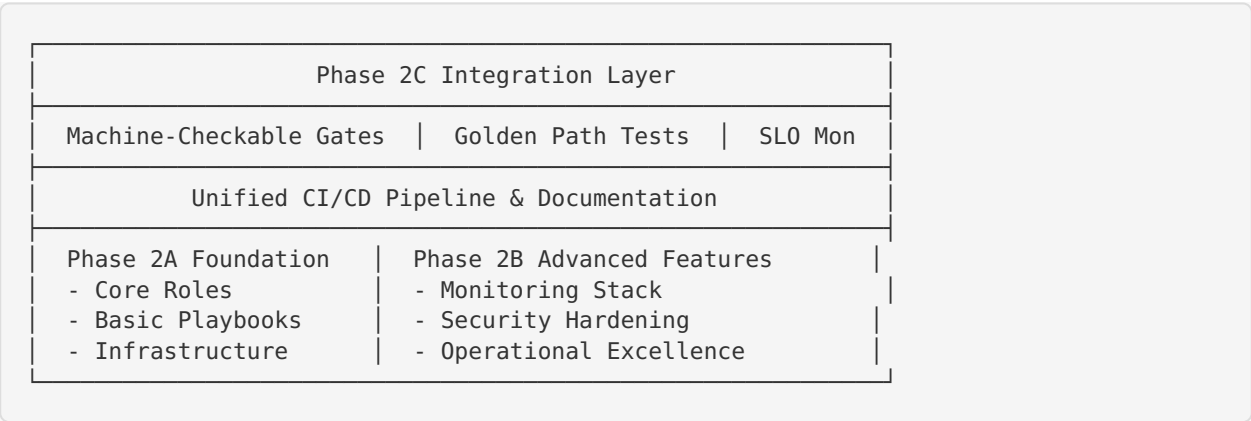 Phase 2C Integration Layer
Machine-Checkable Gates │ Golden Path Tests │ SLO Mon
Unified CI/CD Pipeline & Documentation
Phase 2A Foundation │ Phase 2B Advanced Features
- Core Roles │ - Monitoring Stack
- Basic Playbooks │ - Security Hardening
- Infrastructure │ - Operational Excellence